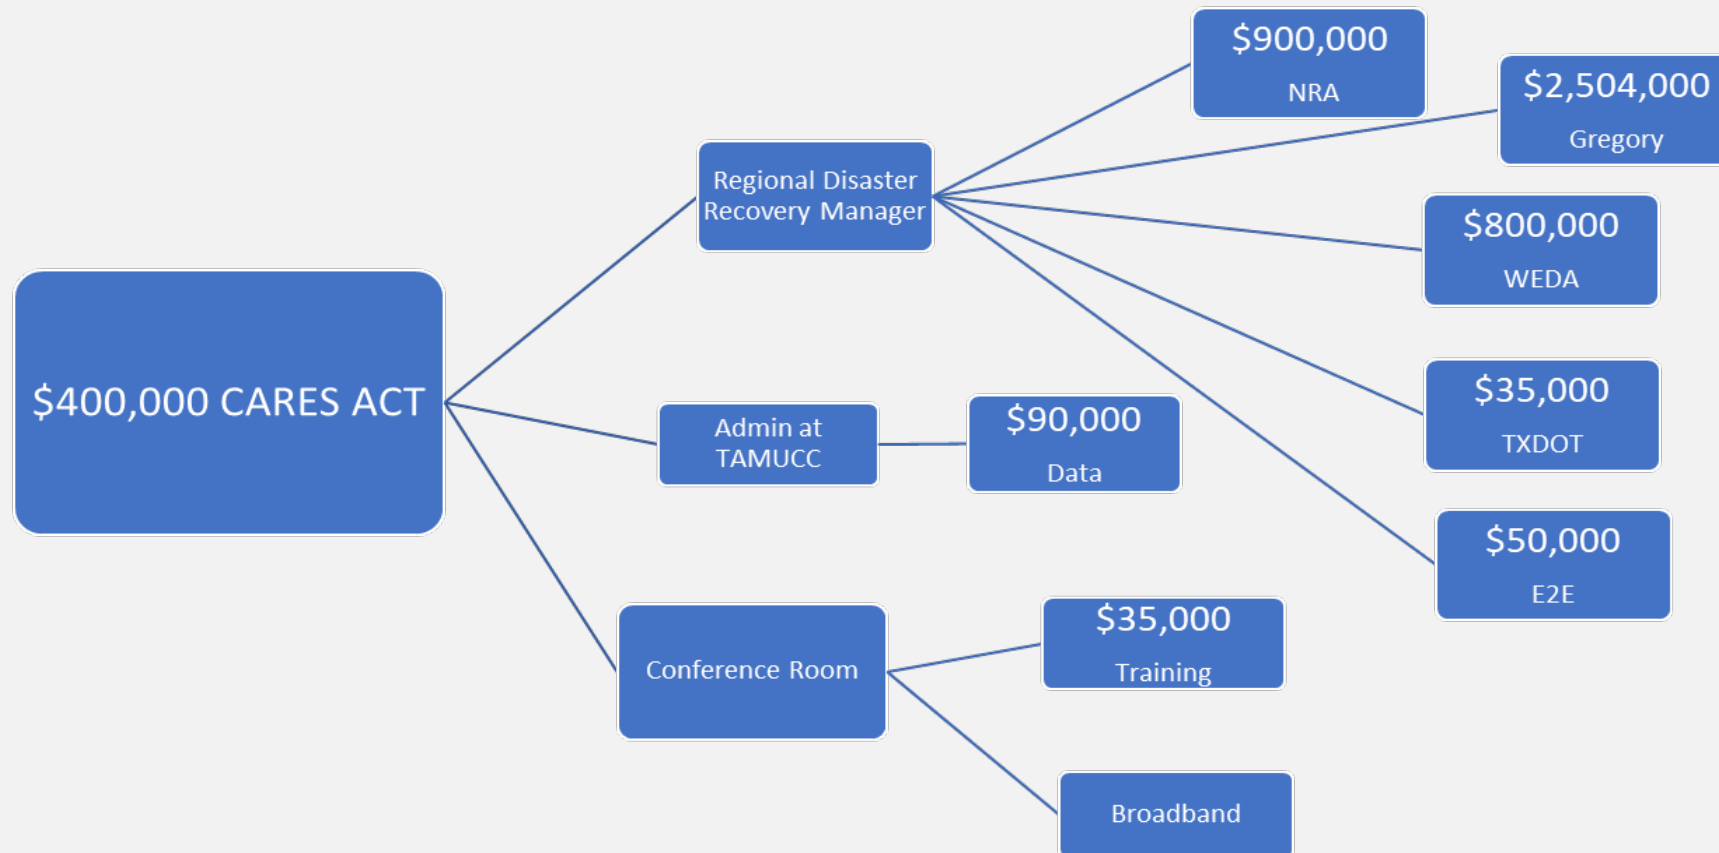 $400,000 CARES ACT
Regional Disaster
Recovery Manager
$900,000
NRA
$2,504,000
Gregory
$800,000
WEDA
$35,000
TXDOT
$50,000
E2E
Admin at
TAMUCC
$90,000
Data
Conference Room
$35,000
Training
Broadband